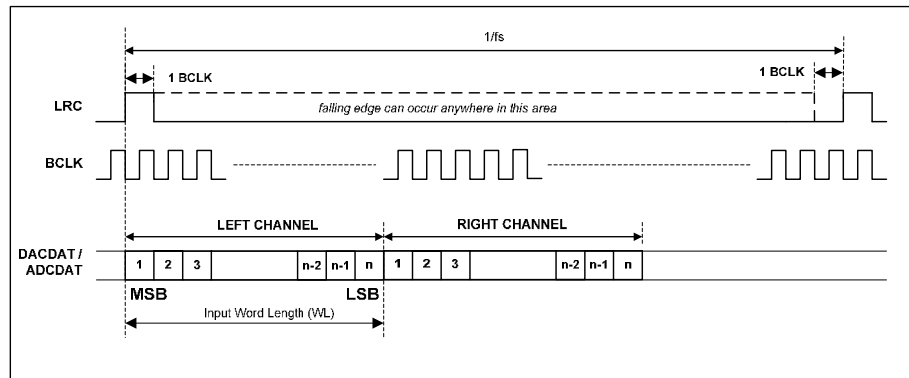 1/fs
1 BCLK
1 BCLK
LRC
falling edge can occur anywhere in this area
BCLK
LEFT CHANNEL
RIGHT CHANNEL
DACDAT /
ADCDAT
1 2 3 n-2 n-1 n 1 2 3 n-2 n-1 n
MSB LSB
Input Word Length (WL)